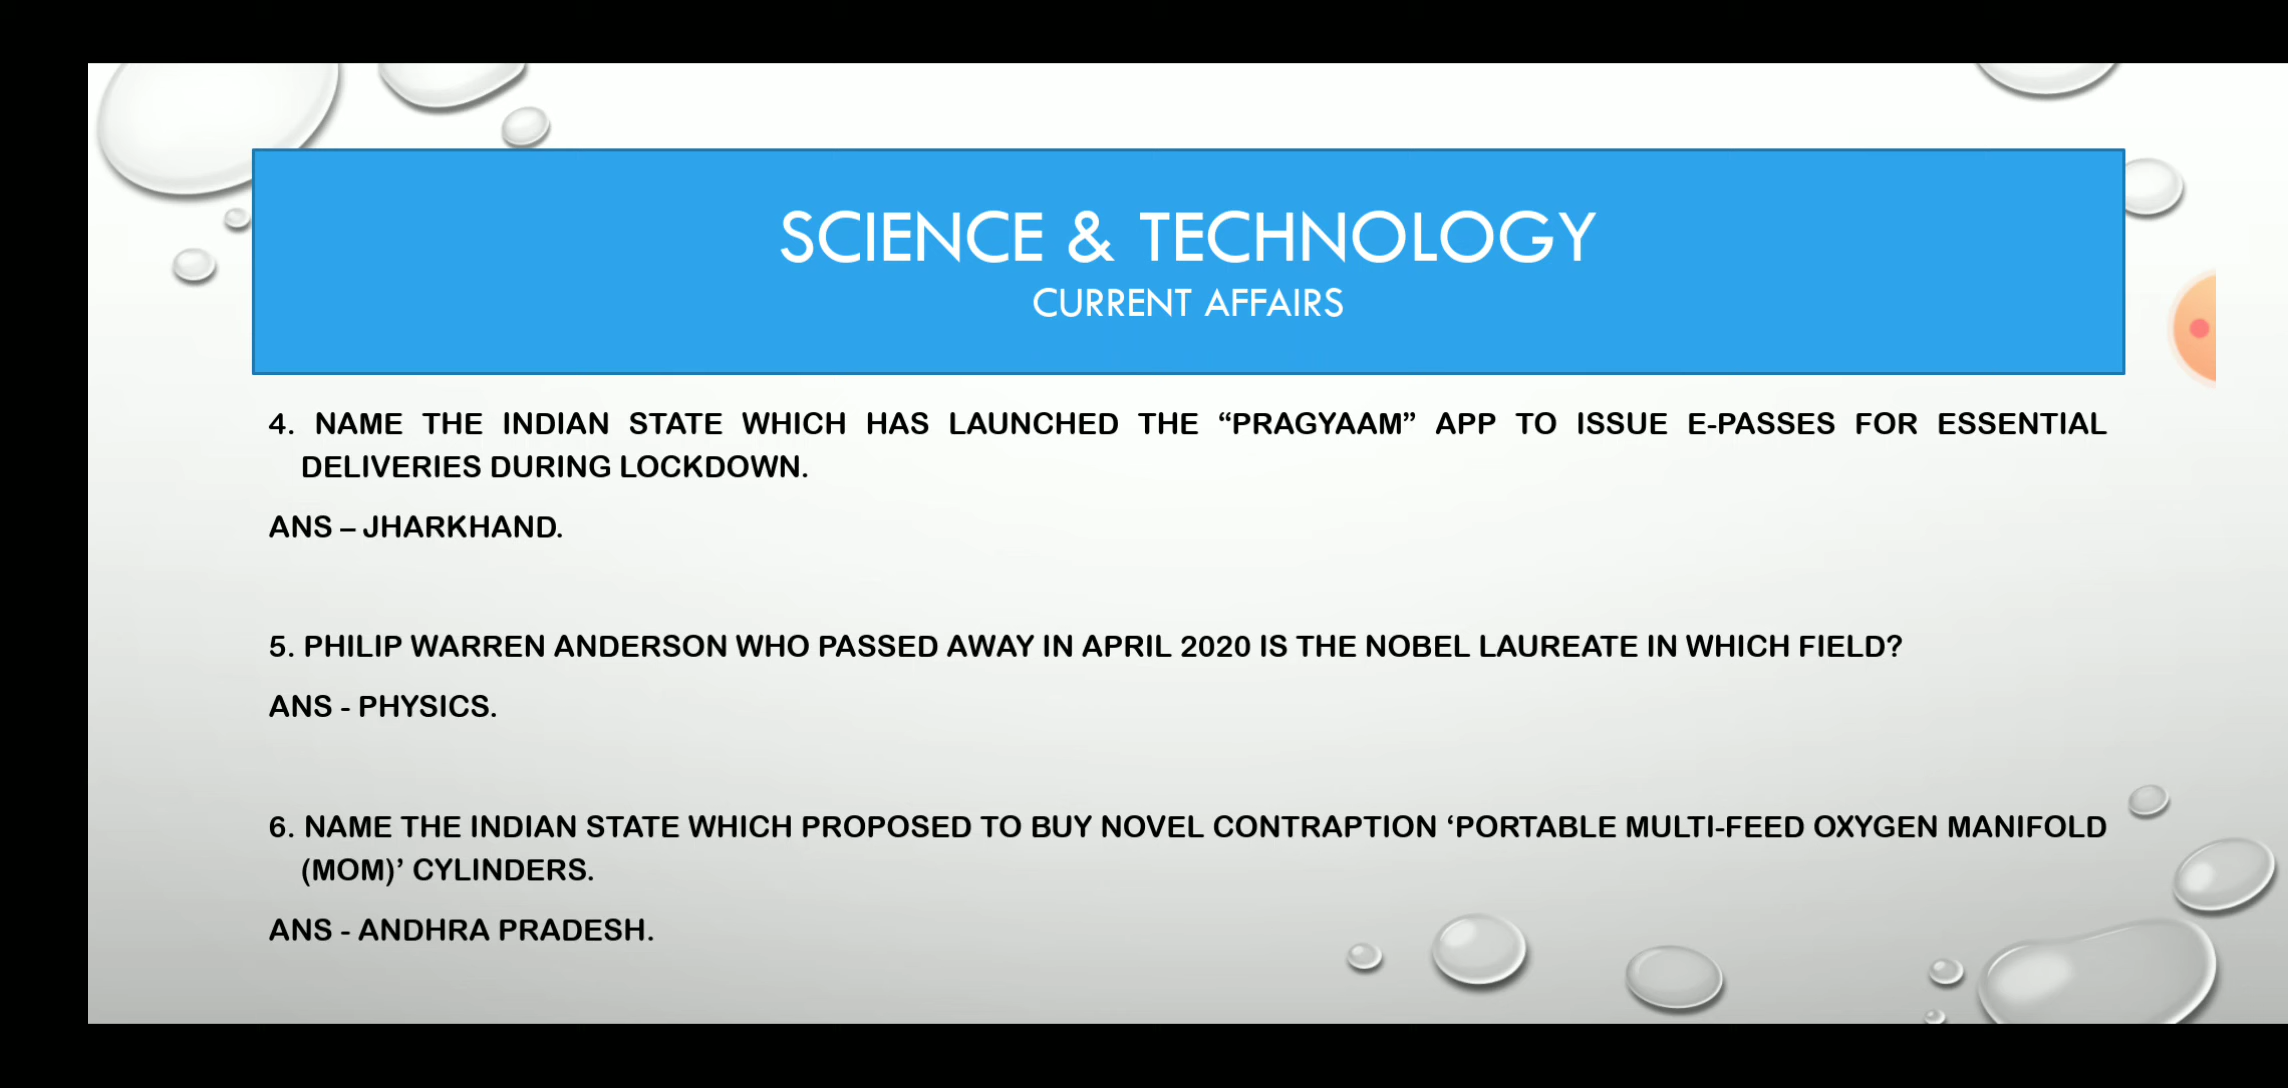 SCIENCE & TECHNOLOGY
CURRENT AFFAIRS
4. NAME THE INDIAN STATE WHICH HAS LAUNCHED THE “PRAGYAAM” APP TO ISSUE E-PASSES FOR ESSENTIAL
DELIVERIES DURING LOCKDOWN.
ANS – JHARKHAND.
5. PHILIP WARREN ANDERSON WHO PASSED AWAY IN APRIL 2020 IS THE NOBEL LAUREATE IN WHICH FIELD?
ANS - PHYSICS.
6. NAME THE INDIAN STATE WHICH PROPOSED TO BUY NOVEL CONTRAPTION ‘PORTABLE MULTI-FEED OXYGEN MANIFOLD
(MOM)’ CYLINDERS.
ANS - ANDHRA PRADESH.